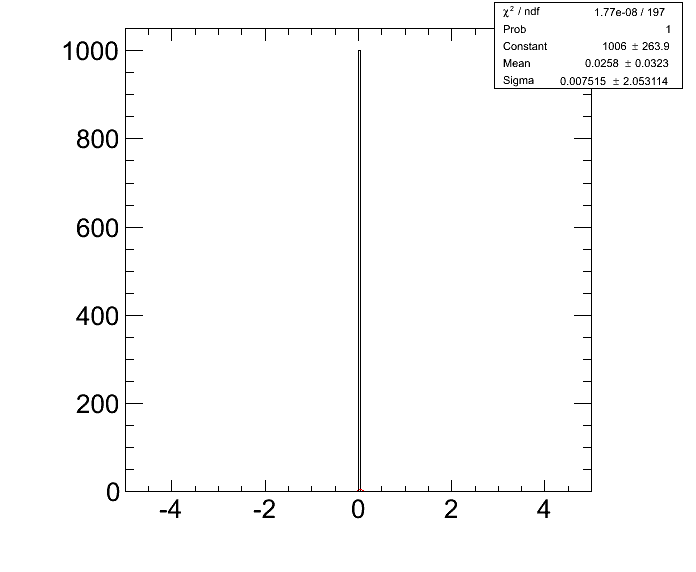 χ² / ndf 1.77e-08 / 197
Prob 1
Constant 1006 ± 263.9
Mean 0.0258 ± 0.0323
Sigma 0.007515 ± 2.053114
1000
800
600
400
200
0
-4 -2 0 2 4